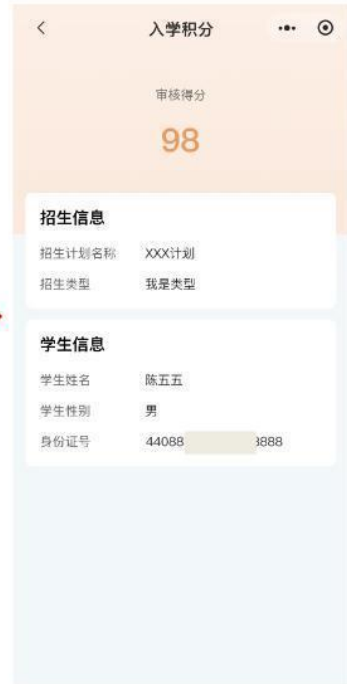 入学积分
审核得分
98
招生信息
招生计划名称 XXX计划
招生类型 我是类型
学生信息
学生姓名 陈五五
学生性别 男
身份证号 44088 8888